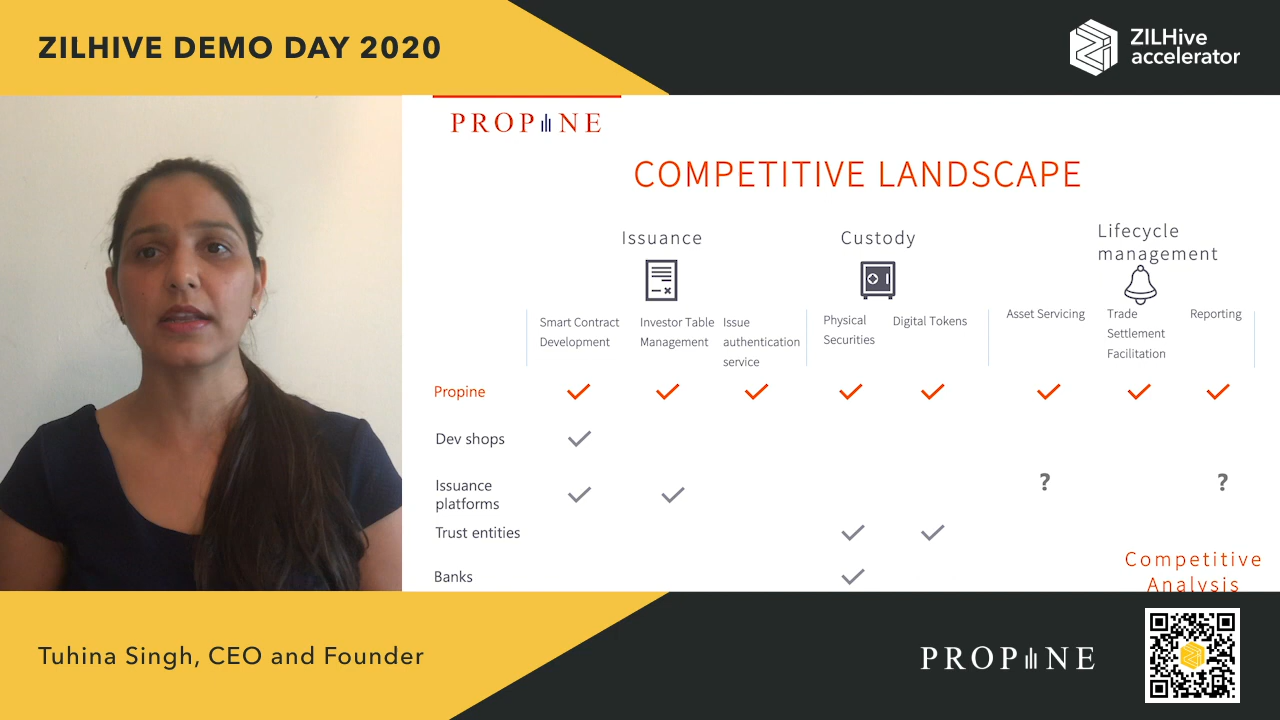 ZILHIVE DEMO DAY 2020
ZILHive
accelerator
PROPINE
COMPETITIVE LANDSCAPE
Issuance
Custody
Lifecycle
management
Smart Contract
Development
Investor Table
Management
Issue
authentication
service
Physical
Securities
Digital Tokens
Asset Servicing
Trade
Settlement
Facilitation
Reporting
Propine
Dev shops
Issuance
platforms
? ?
Trust entities
Banks
Competitive
Analysis
Tuhina Singh, CEO and Founder
PROPINE